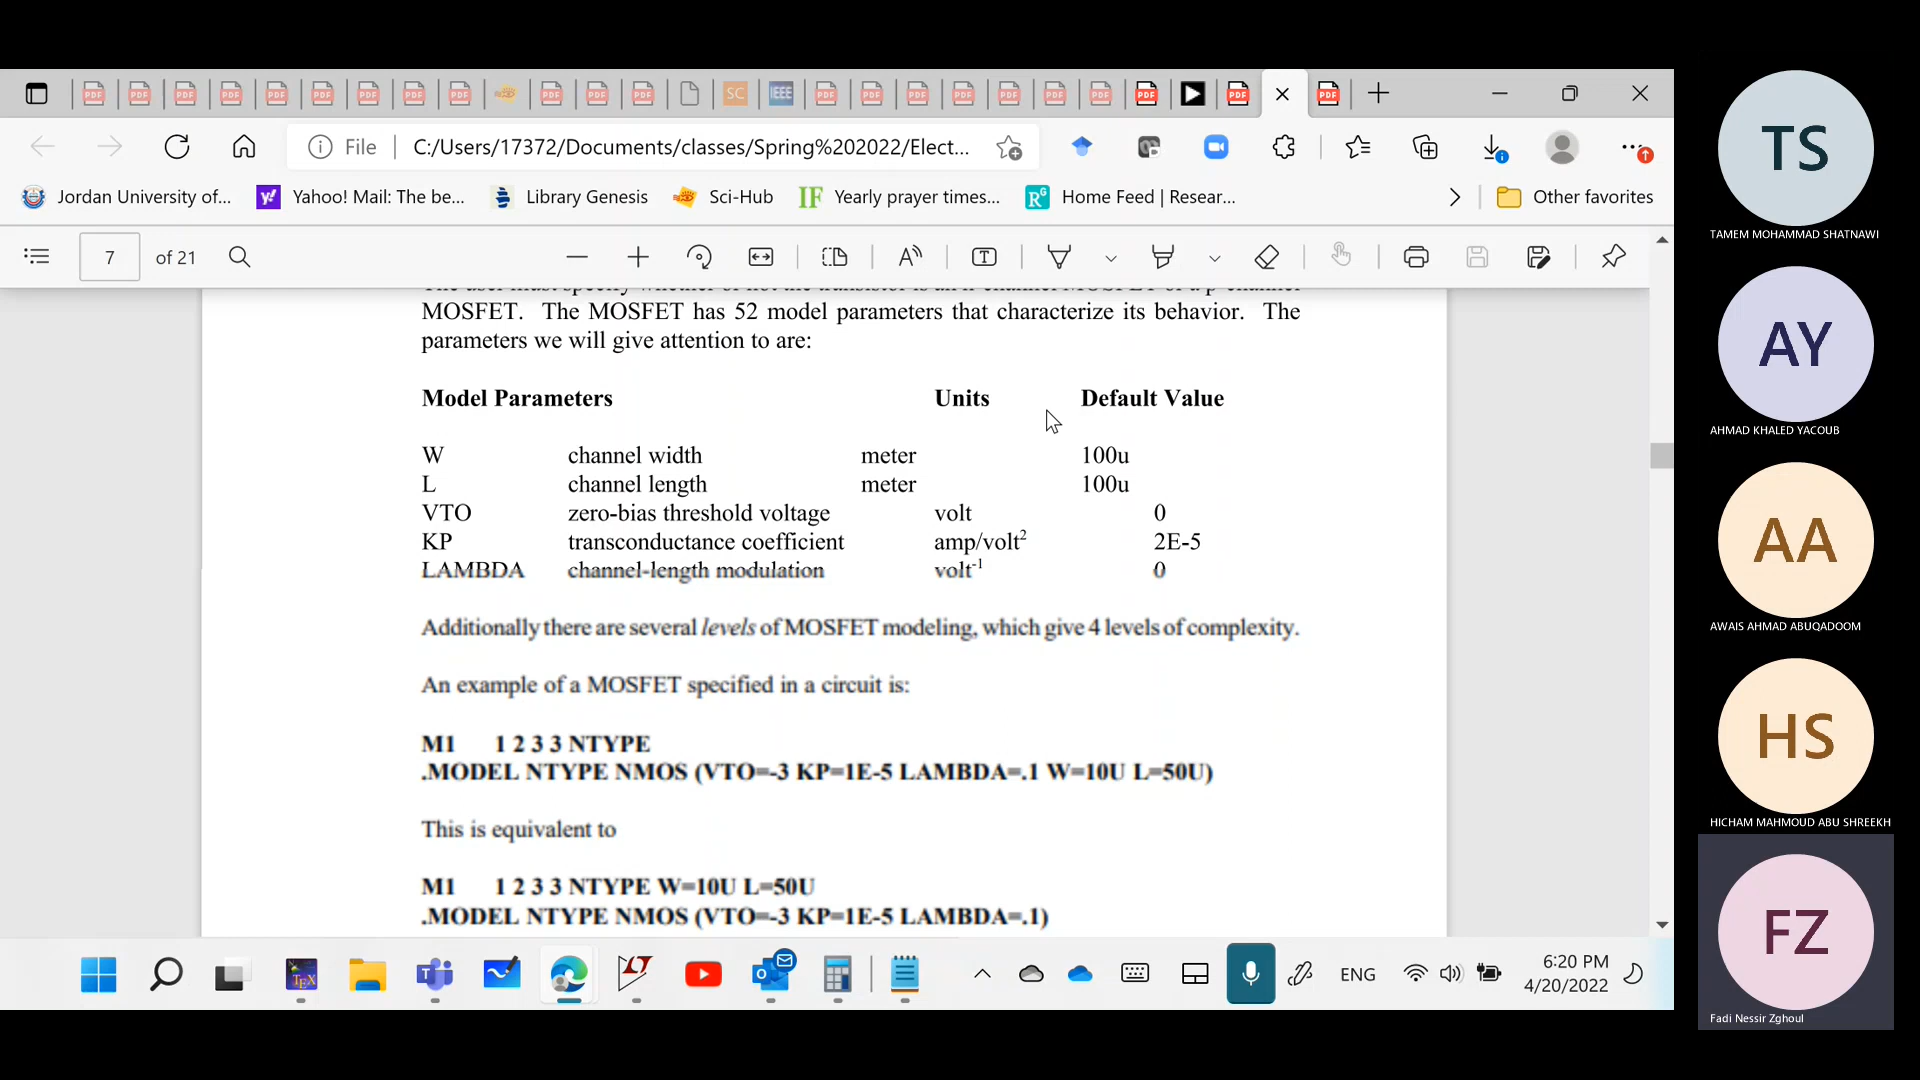 SC
IEEE
File
C:/Users/17372/Documents/classes/Spring%202022/Elect...
Jordan University of...
Yahoo! Mail: The be...
Library Genesis
Sci-Hub
IF
Yearly prayer times...
Home Feed | Resear...
Other favorites
7 of 21
MOSFET. The MOSFET has 52 model parameters that characterize its behavior. The
parameters we will give attention to are:
Model Parameters Units Default Value
W channel width meter 100u
L channel length meter 100u
VTO zero-bias threshold voltage volt 0
KP transconductance coefficient amp/volt² 2E-5
LAMBDA channel-length modulation volt⁻¹ 0
Additionally there are several levels of MOSFET modeling, which give 4 levels of complexity.
An example of a MOSFET specified in a circuit is:
M1 1 2 3 3 NTYPE
.MODEL NTYPE NMOS (VTO=-3 KP=1E-5 LAMBDA=.1 W=10U L=50U)
This is equivalent to
M1 1 2 3 3 NTYPE W=10U L=50U
.MODEL NTYPE NMOS (VTO=-3 KP=1E-5 LAMBDA=.1)
ENG
6:20 PM
4/20/2022
TS
TAMEM MOHAMMAD SHATNAWI
AY
AHMAD KHALED YACOUB
AA
AWAIS AHMAD ABUQADOOM
HS
HICHAM MAHMOUD ABU SHREEKH
FZ
Fadi Nessir Zghoul